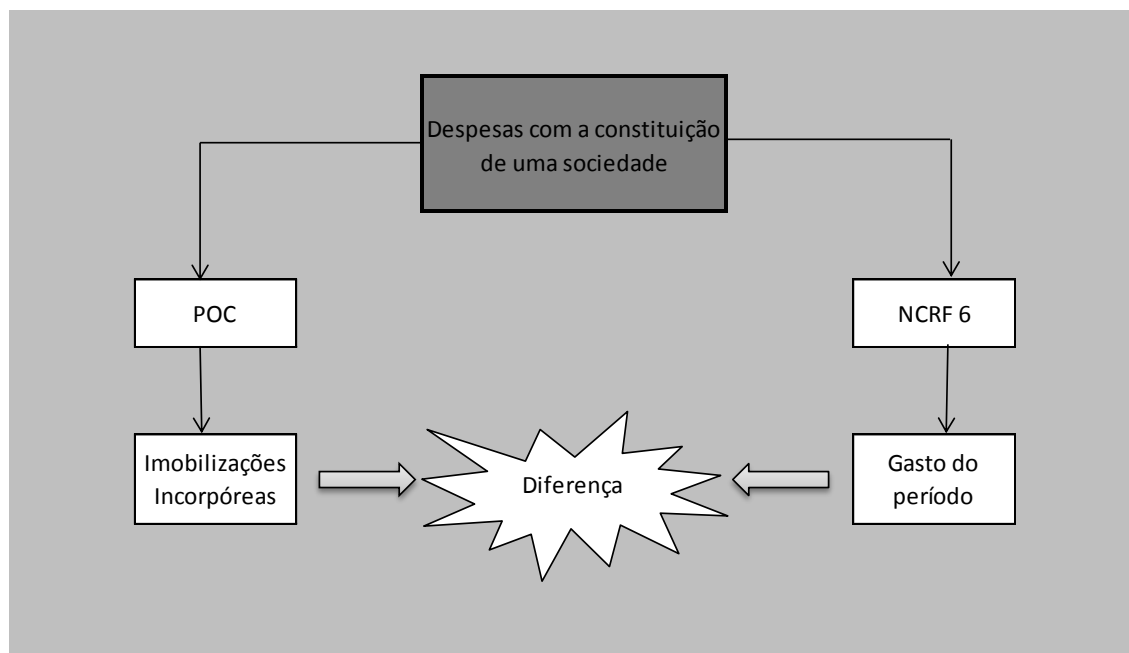 Despesas com a constituição
de uma sociedade
POC
NCRF 6
Imobilizações
Incorpóreas
Diferença
Gasto do
período